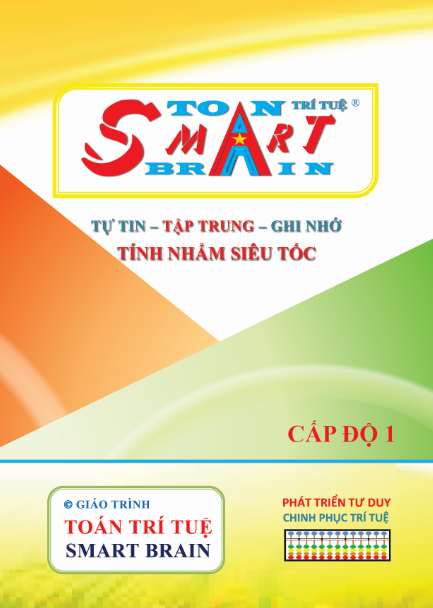 TOAN TRÍ TUỆ ®
SMART
BRAIN
TỰ TIN – TẬP TRUNG – GHI NHỚ
TÍNH NHẨM SIÊU TỐC
CẤP ĐỘ 1
© GIÁO TRÌNH
TOÁN TRÍ TUỆ
SMART BRAIN
PHÁT TRIỂN TƯ DUY
CHINH PHỤC TRÍ TUỆ